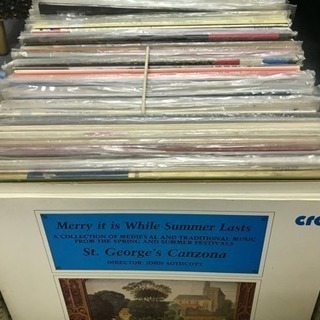 Merry it is While Summer Lasts
A COLLECTION OF MEDIEVAL AND TRADITIONAL MUSIC
FROM THE SPRING AND SUMMER FESTIVALS
St. George's Canzona
DIRECTOR: JOHN SOTHCOTT
cre